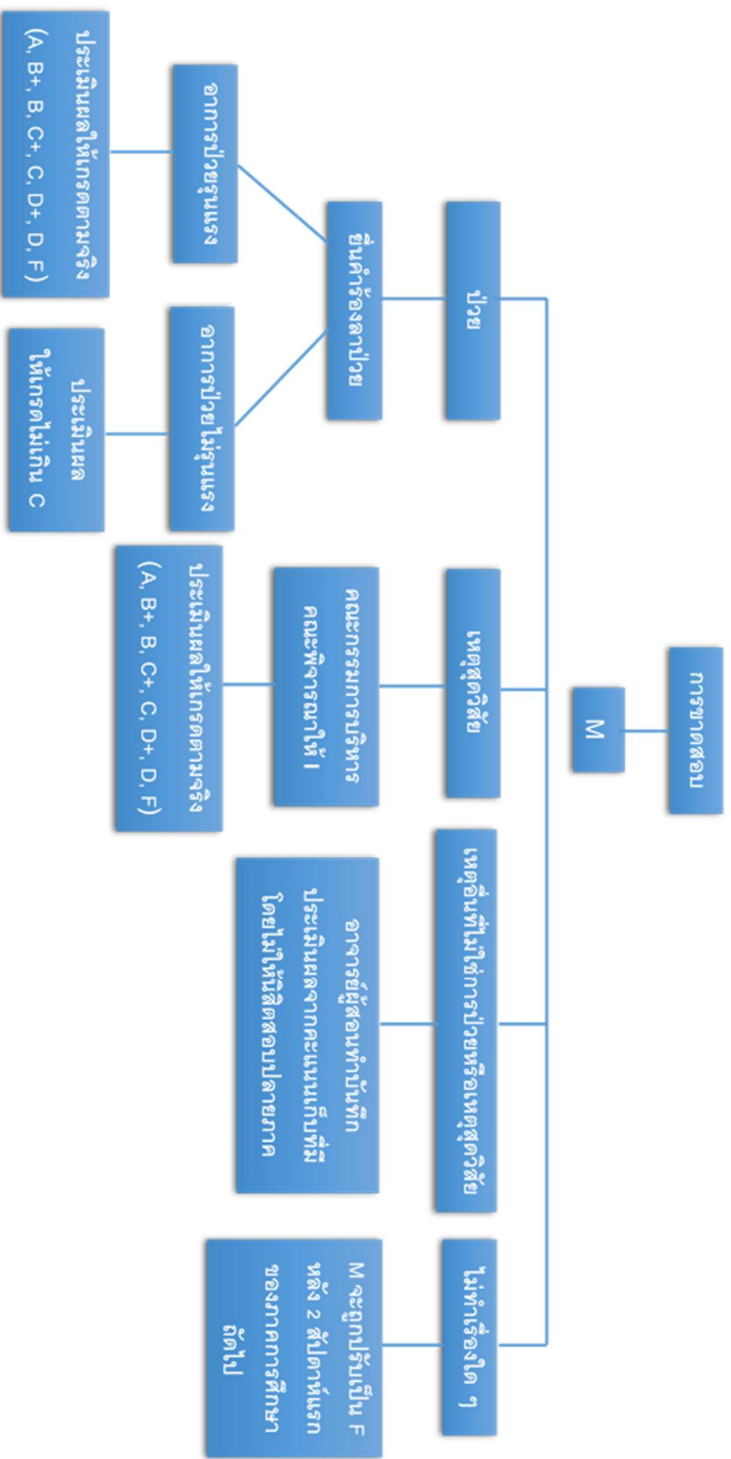 การขาดสอบ
M
ป่วย
ยื่นคำร้องลาป่วย
อาการป่วยรุนแรง
ประเมินผลให้เกรดตามจริง
(A, B+, B, C+, C, D+, D, F)
อาการป่วยไม่รุนแรง
ประเมินผล
ให้เกรดไม่เกิน C
เหตุสุดวิสัย
คณะกรรมการบริหาร
คณะพิจารณาให้ I
ประเมินผลให้เกรดตามจริง
(A, B+, B, C+, C, D+, D, F)
เหตุอื่นที่ไม่ใช่การป่วยหรือเหตุสุดวิสัย
อาจารย์ผู้สอนทำบันทึก
ประเมินผลจากคะแนนเก็บที่มี
โดยไม่ให้นิสิตสอบปลายภาค
ไม่ทำเรื่องใด ๆ
M จะถูกปรับเป็น F
หลัง 2 สัปดาห์แรก
ของภาคการศึกษา
ถัดไป